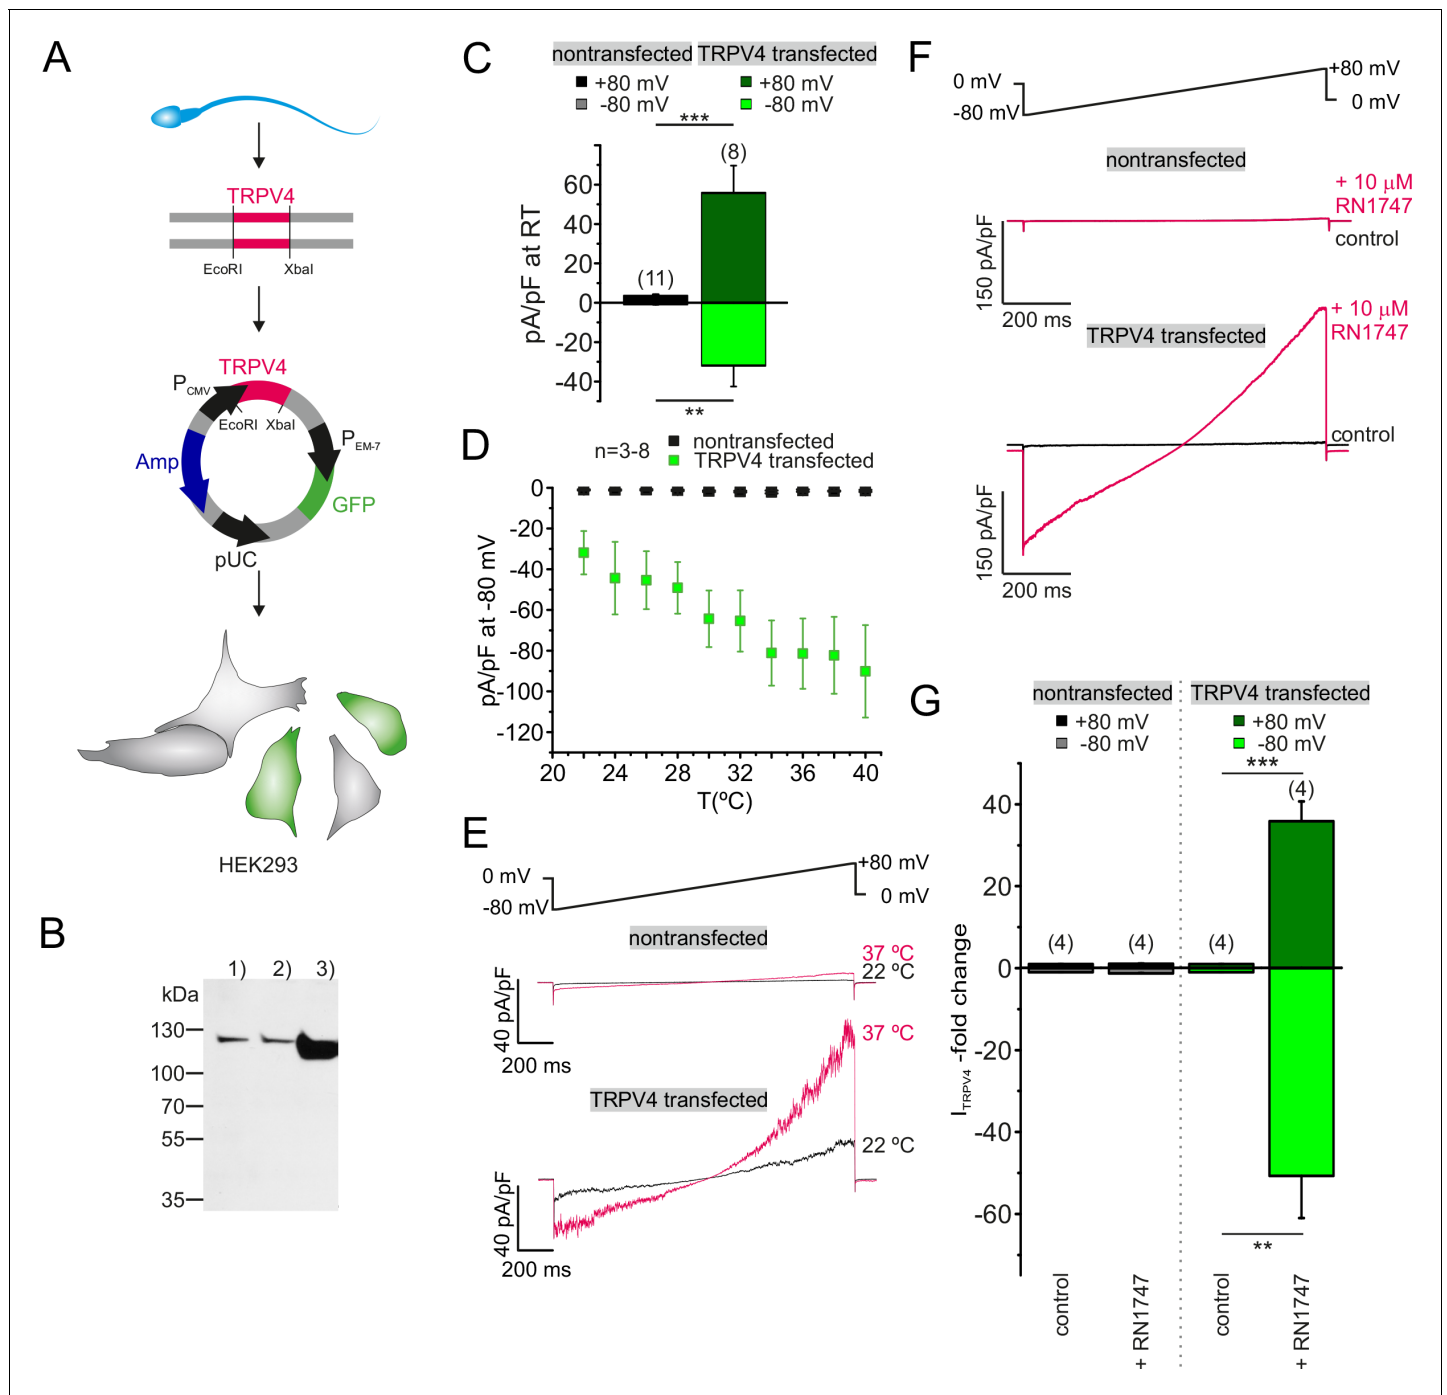 A
TRPV4
EcoRI XbaI
TRPV4
PCMV
EcoRI XbaI
PEM-7
Amp
GFP
pUC
HEK293
B
1) 2) 3)
kDa
130
100
70
55
35
C
nontransfected TRPV4 transfected
+80 mV +80 mV
-80 mV -80 mV
***
(8)
(11)
60
40
20
0
-20
-40
pA/pF at RT
**
D
n=3-8
nontransfected
TRPV4 transfected
0
-20
-40
-60
-80
-100
-120
pA/pF at -80 mV
20 24 28 32 36 40
T(ºC)
E
0 mV
-80 mV
+80 mV
0 mV
nontransfected
37 ºC
22 ºC
40 pA/pF
200 ms
37 ºC
TRPV4 transfected
22 ºC
40 pA/pF
200 ms
F
0 mV
-80 mV
+80 mV
0 mV
nontransfected
+ 10 µM
RN1747
control
150 pA/pF
200 ms
TRPV4 transfected
+ 10 µM
RN1747
control
150 pA/pF
200 ms
G
nontransfected TRPV4 transfected
+80 mV +80 mV
-80 mV -80 mV
***
(4)
(4) (4) (4)
40
20
0
-20
-40
-60
ITRPV4 -fold change
**
control
+ RN1747
control
+ RN1747